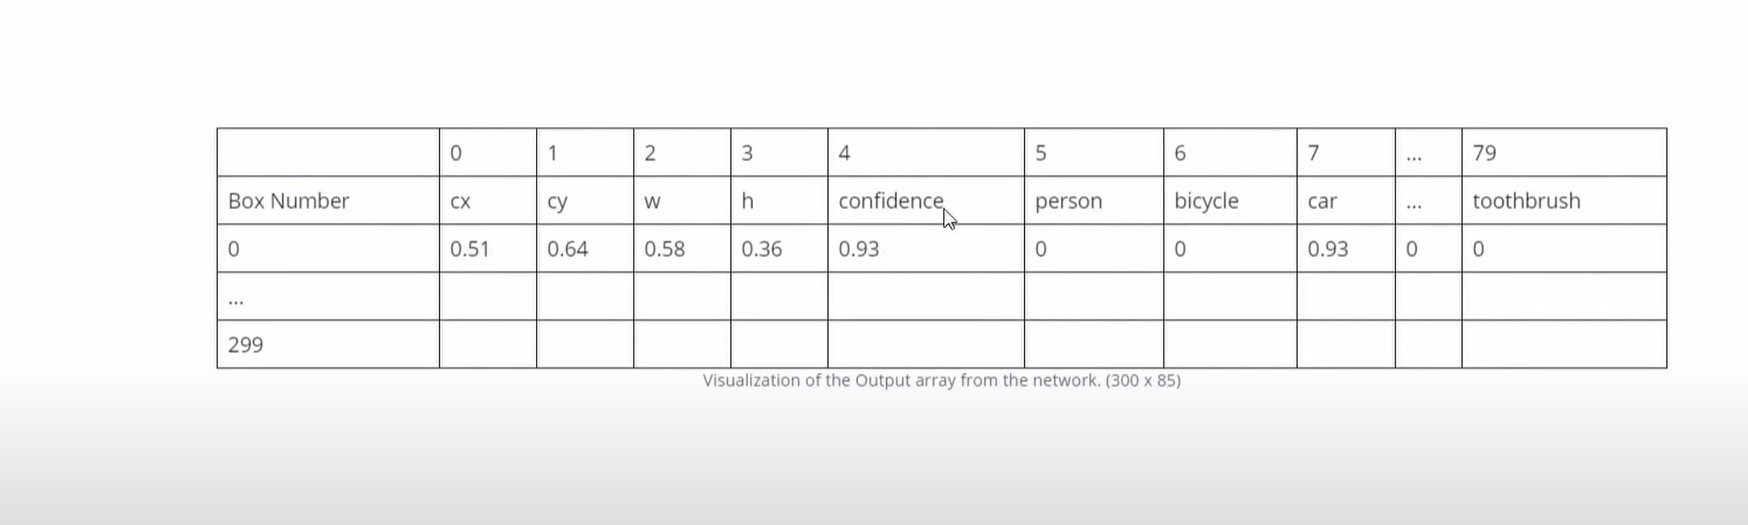 0 1 2 3 4 5 6 7 ... 79
Box Number cx cy w h confidence person bicycle car ... toothbrush
0 0.51 0.64 0.58 0.36 0.93 0 0 0.93 0 0
...
299
Visualization of the Output array from the network. (300 x 85)